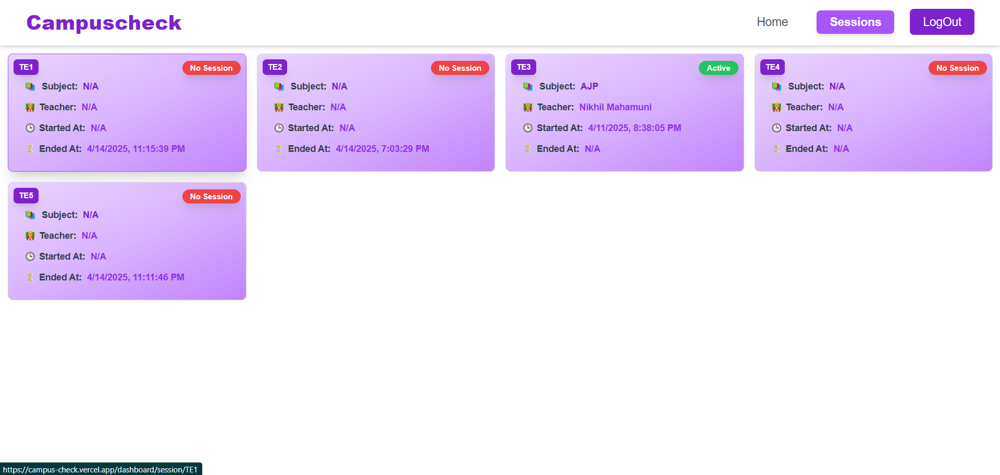 Campuscheck
Home
Sessions
LogOut
TE1
No Session
Subject: N/A
Teacher: N/A
Started At: N/A
Ended At: 4/14/2025, 11:15:39 PM
TE2
No Session
Subject: N/A
Teacher: N/A
Started At: N/A
Ended At: 4/14/2025, 7:03:29 PM
TE3
Active
Subject: AJP
Teacher: Nikhil Mahamuni
Started At: 4/11/2025, 8:38:05 PM
Ended At: N/A
TE4
No Session
Subject: N/A
Teacher: N/A
Started At: N/A
Ended At: N/A
TE5
No Session
Subject: N/A
Teacher: N/A
Started At: N/A
Ended At: 4/14/2025, 11:11:46 PM
https://campus-check.vercel.app/dashboard/session/TE1